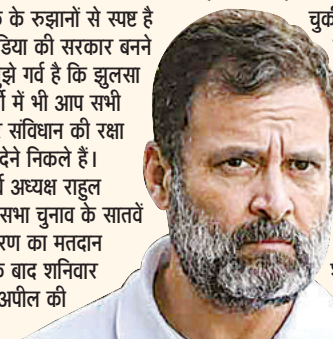 के रुझानों से स्पष्ट है
डिया की सरकार बनने
झे गर्व है कि झुलसा
में भी आप सभी
संविधान की रक्षा
देने निकले हैं।
अध्यक्ष राहुल
सभा चुनाव के सातवें
रण का मतदान
बाद शनिवार
अपील की
चुकी